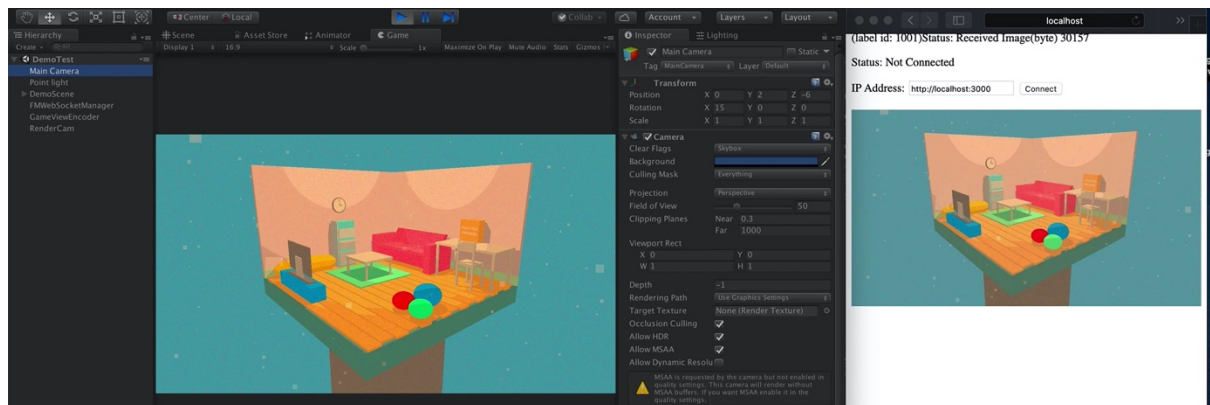 Center Local
Collab
Account
Layers
Layout
Hierarchy
Create
DemoTest
Main Camera
Point light
DemoScene
FMWebSocketManager
GameViewEncoder
RenderCam
Scene
Asset Store
Animator
Game
Display 1 16:9 Scale 1x Maximize On Play Mute Audio Stats Gizmos
Inspector
Lighting
Main Camera Static
Tag MainCamera Layer Default
Transform
Position X 0 Y 2 Z -6
Rotation X 15 Y 0 Z 0
Scale X 1 Y 1 Z 1
Camera
Clear Flags Skybox
Background
Culling Mask Everything
Projection Perspective
Field of View 50
Clipping Planes Near 0.3
Far 1000
Viewport Rect
X 0 Y 0
W 1 H 1
Depth -1
Rendering Path Use Graphics Settings
Target Texture None (Render Texture)
Occlusion Culling
Allow HDR
Allow MSAA
Allow Dynamic Resolu
MSAA is requested by the camera but not enabled in
quality settings. This camera will render without
MSAA buffers. If you want MSAA enable it in the
quality settings.
localhost
(label id: 1001)Status: Received Image(byte) 30157
Status: Not Connected
IP Address: http://localhost:3000 Connect